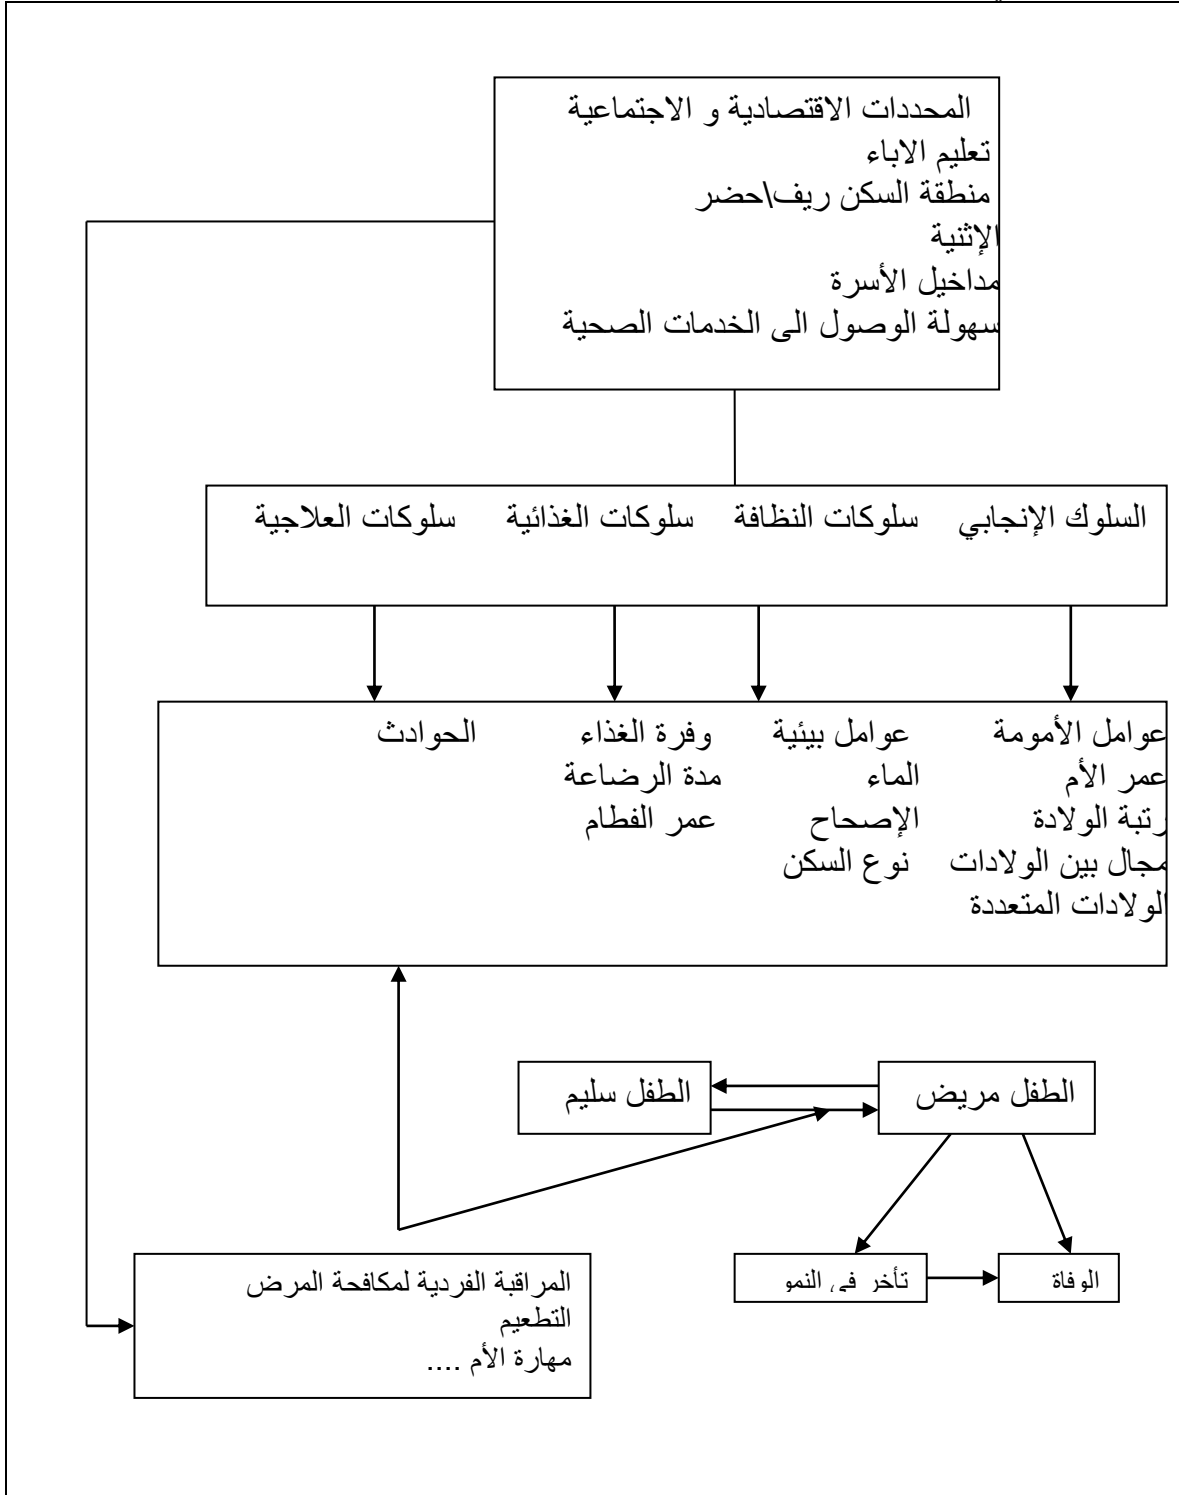 المحددات الاقتصادية و الاجتماعية
تعليم الاباء
منطقة السكن ريف\حضر
الإثنية
مداخيل الأسرة
سهولة الوصول الى الخدمات الصحية
السلوك الإنجابي سلوكات النظافة سلوكات الغذائية سلوكات العلاجية
عوامل الأمومة عوامل بيئية وفرة الغذاء الحوادث
عمر الأم الماء مدة الرضاعة
رتبة الولادة الإصحاح عمر الفطام
مجال بين الولادات نوع السكن
الولادات المتعددة
الطفل مريض الطفل سليم
الوفاة تأخر في النمو
المراقبة الفردية لمكافحة المرض
التطعيم
مهارة الأم ....